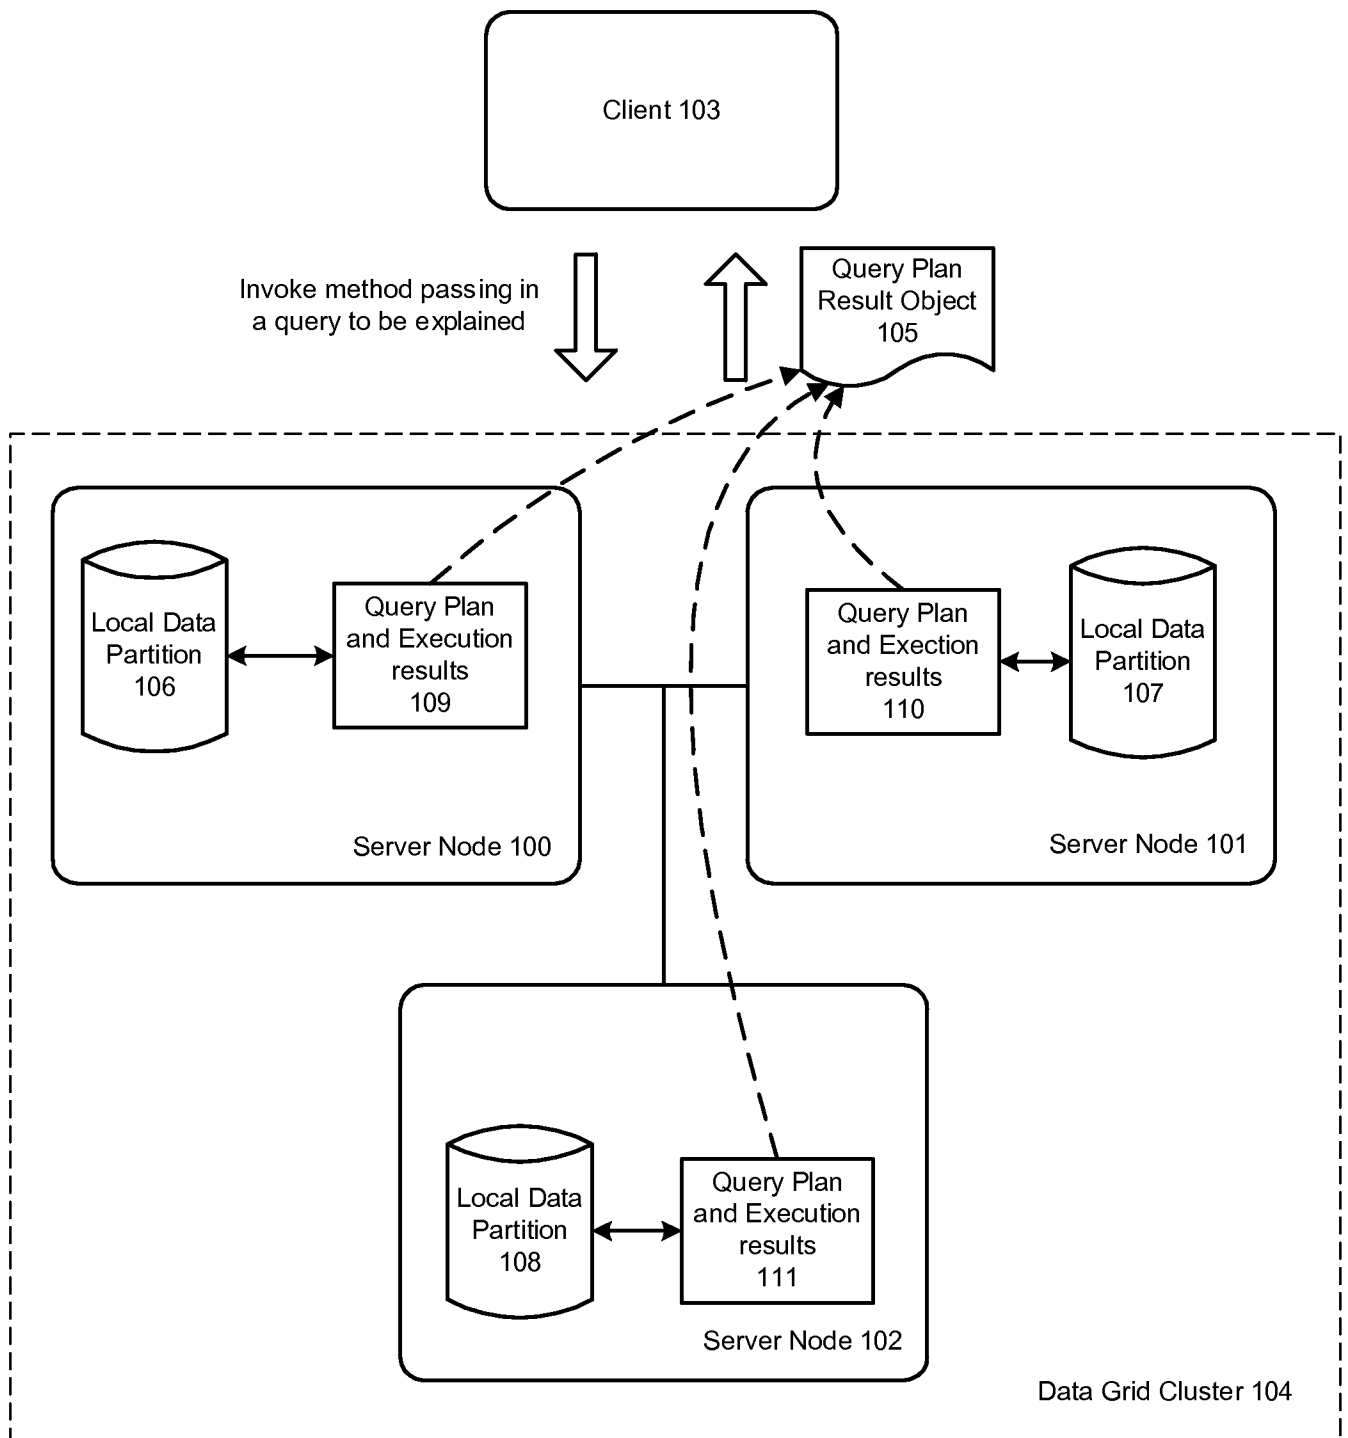 Client 103
Invoke method passing in
a query to be explained
Query Plan
Result Object
105
Local Data
Partition
106
Query Plan
and Execution
results
109
Server Node 100
Query Plan
and Exection
results
110
Local Data
Partition
107
Server Node 101
Local Data
Partition
108
Query Plan
and Execution
results
111
Server Node 102
Data Grid Cluster 104